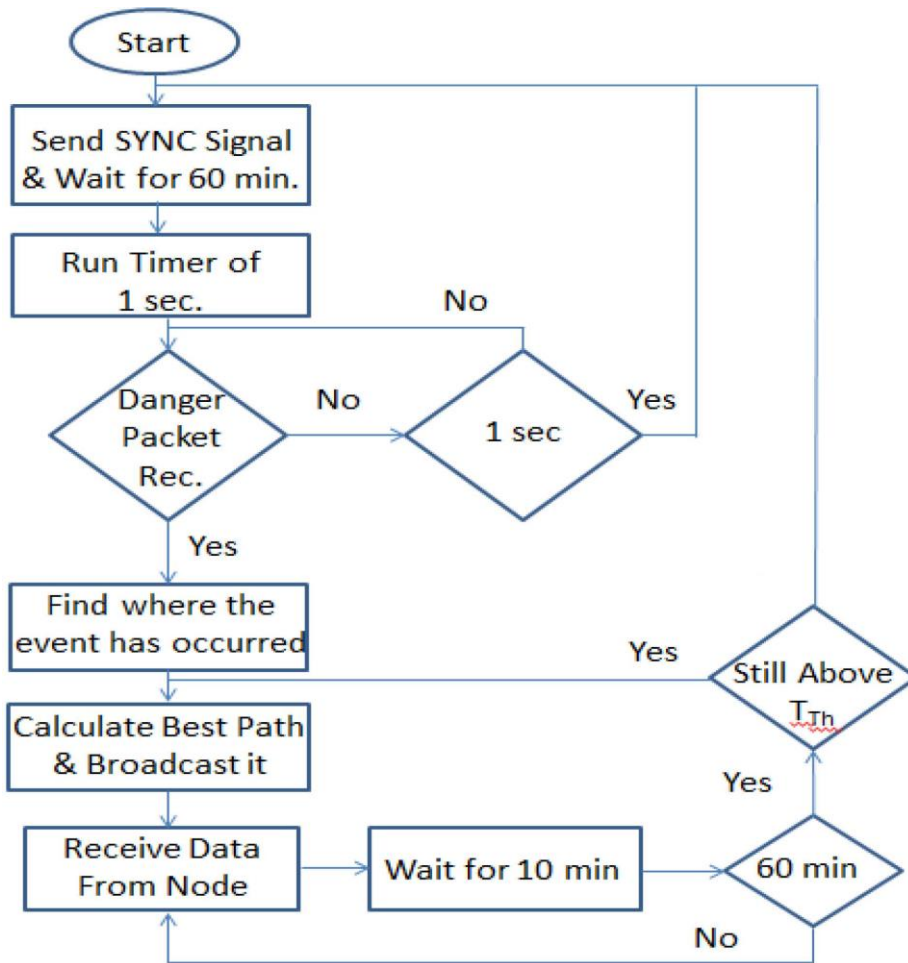 Start
Send SYNC Signal
& Wait for 60 min.
Run Timer of
1 sec.
No
Danger
Packet
Rec.
No
1 sec
Yes
Yes
Find where the
event has occurred
Yes
Still Above
T_Th
Calculate Best Path
& Broadcast it
Yes
Receive Data
From Node
Wait for 10 min
60 min
No